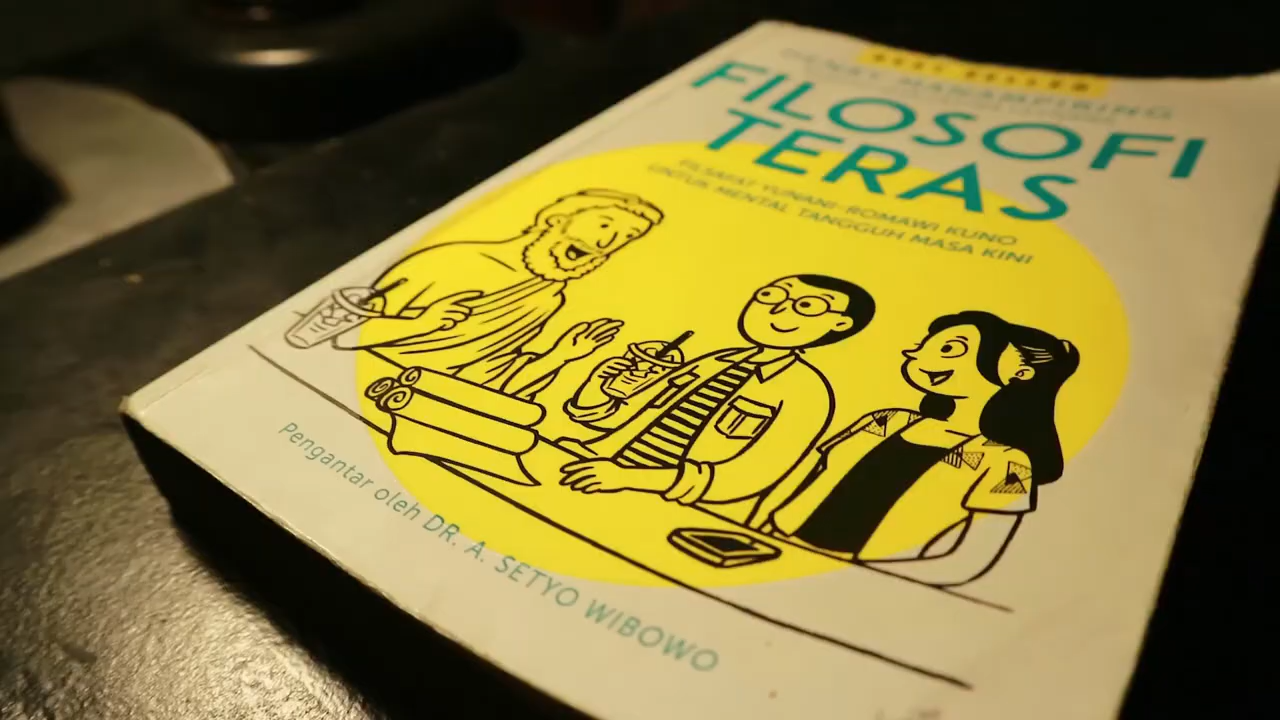 BEST SELLER
HENRY MANAMPIRING
FILOSOFI
TERAS
FILSAFAT YUNANI-ROMAWI KUNO
UNTUK MENTAL TANGGUH MASA KINI
Pengantar oleh DR. A. SETYO WIBOWO